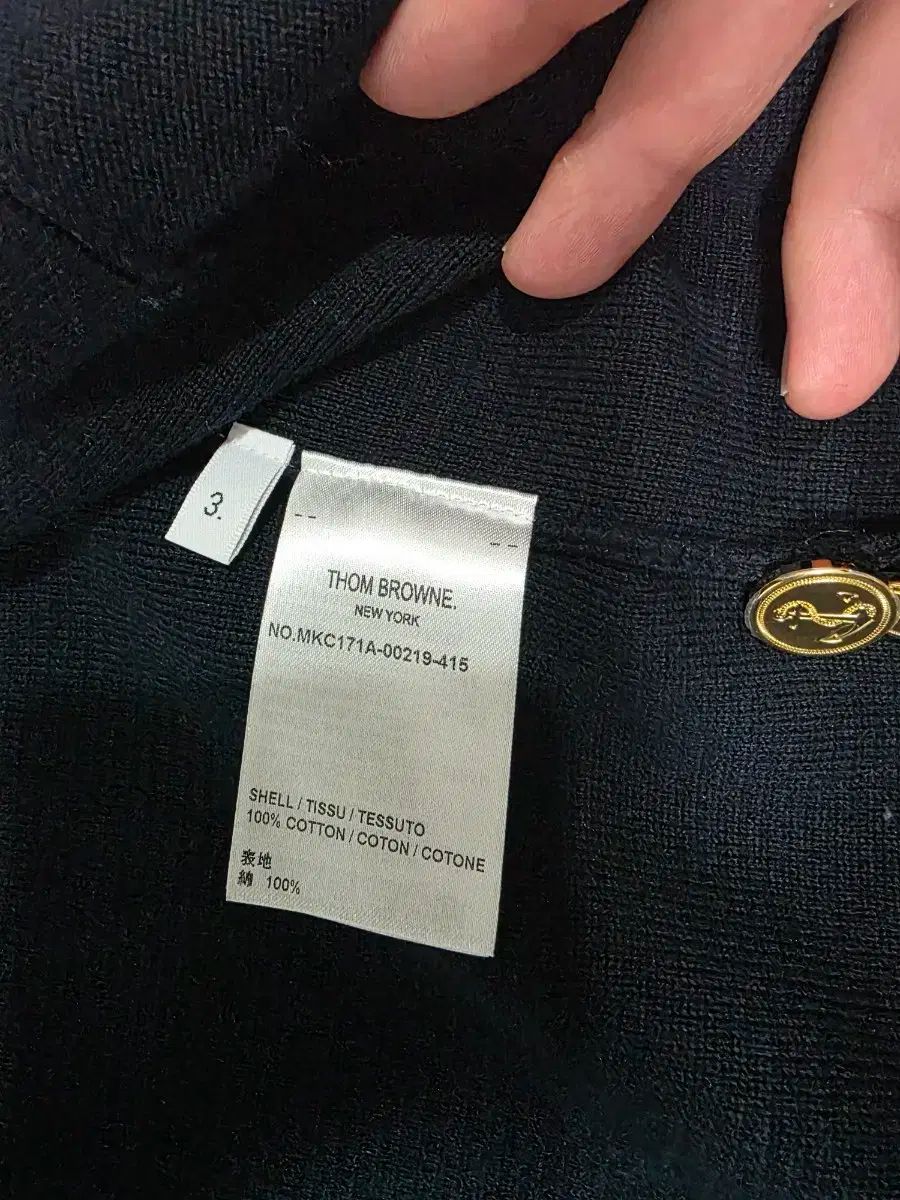 3.
-- --
THOM BROWNE.
NEW YORK
NO.MKC171A-00219-415
SHELL / TISSU / TESSUTO
100% COTTON / COTON / COTONE
表地
綿 100%